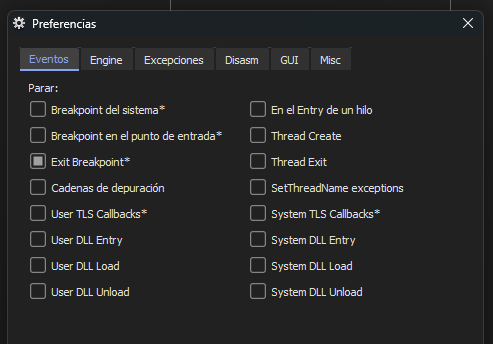 Preferencias
Eventos Engine Excepciones Disasm GUI Misc
Parar:
Breakpoint del sistema* En el Entry de un hilo
Breakpoint en el punto de entrada* Thread Create
Exit Breakpoint* Thread Exit
Cadenas de depuración SetThreadName exceptions
User TLS Callbacks* System TLS Callbacks*
User DLL Entry System DLL Entry
User DLL Load System DLL Load
User DLL Unload System DLL Unload